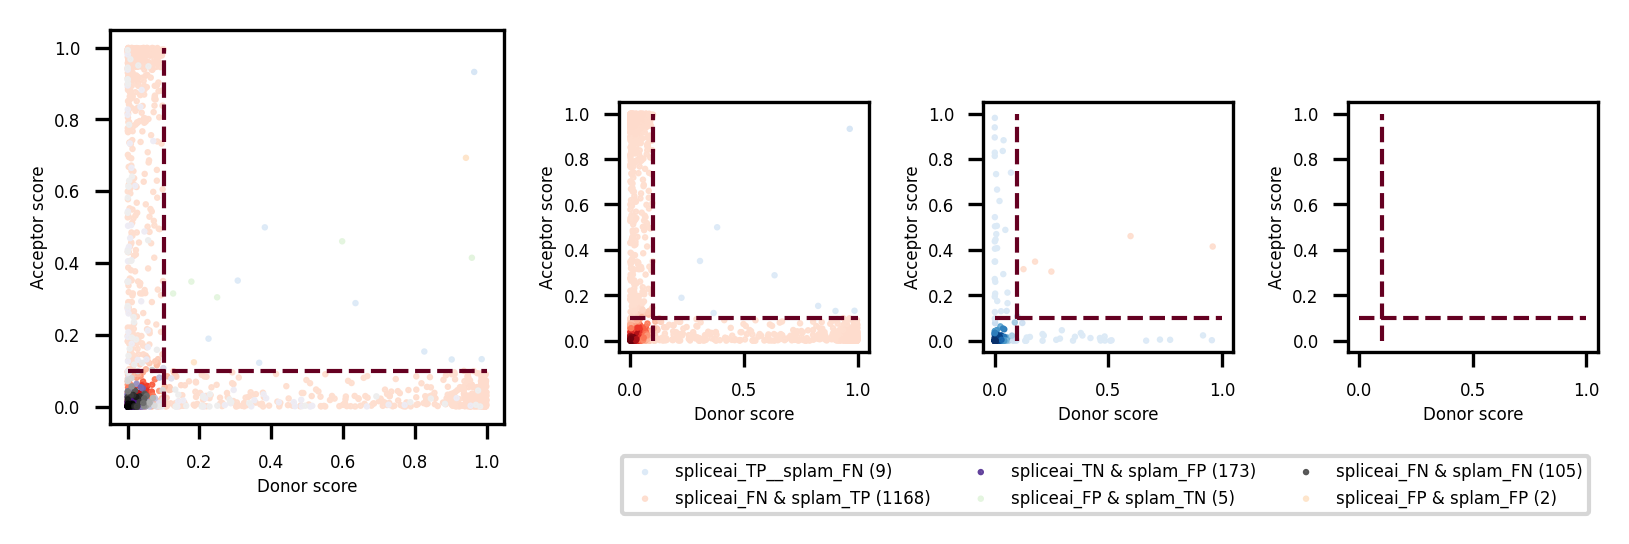 1.0
0.8
0.6
0.4
0.2
0.0
Acceptor score
0.0 0.2 0.4 0.6 0.8 1.0
Donor score
1.0
0.8
0.6
0.4
0.2
0.0
Acceptor score
0.0 0.5 1.0
Donor score
1.0
0.8
0.6
0.4
0.2
0.0
Acceptor score
0.0 0.5 1.0
Donor score
1.0
0.8
0.6
0.4
0.2
0.0
Acceptor score
0.0 0.5 1.0
Donor score
spliceai_TP__splam_FN (9)
spliceai_FN & splam_TP (1168)
spliceai_TN & splam_FP (173)
spliceai_FP & splam_TN (5)
spliceai_FN & splam_FN (105)
spliceai_FP & splam_FP (2)